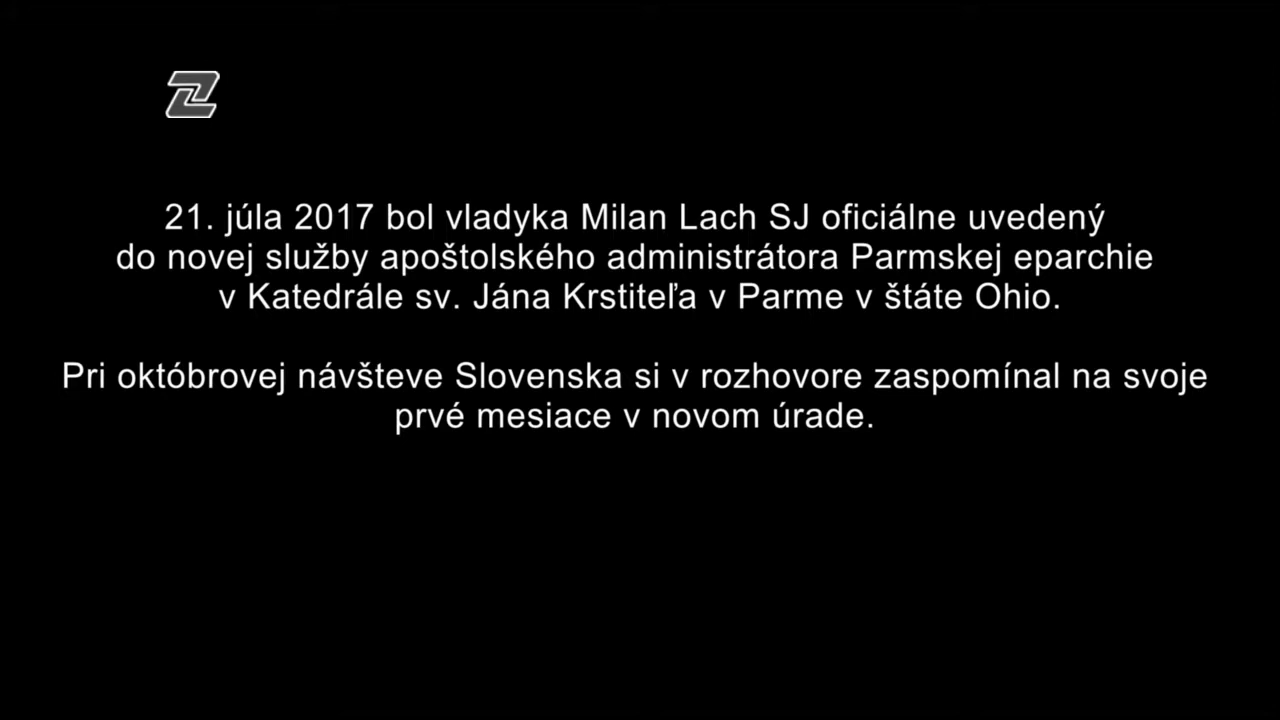 21. júla 2017 bol vladyka Milan Lach SJ oficiálne uvedený
do novej služby apoštolského administrátora Parmskej eparchie
v Katedrále sv. Jána Krstiteľa v Parme v štáte Ohio.
Pri októbrovej návšteve Slovenska si v rozhovore zaspomínal na svoje
prvé mesiace v novom úrade.